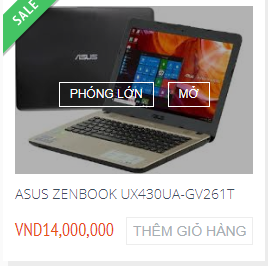 SALE
ASUS
PHÓNG LỚN MỞ
ASUS ZENBOOK UX430UA-GV261T
VND14,000,000 THÊM GIỎ HÀNG